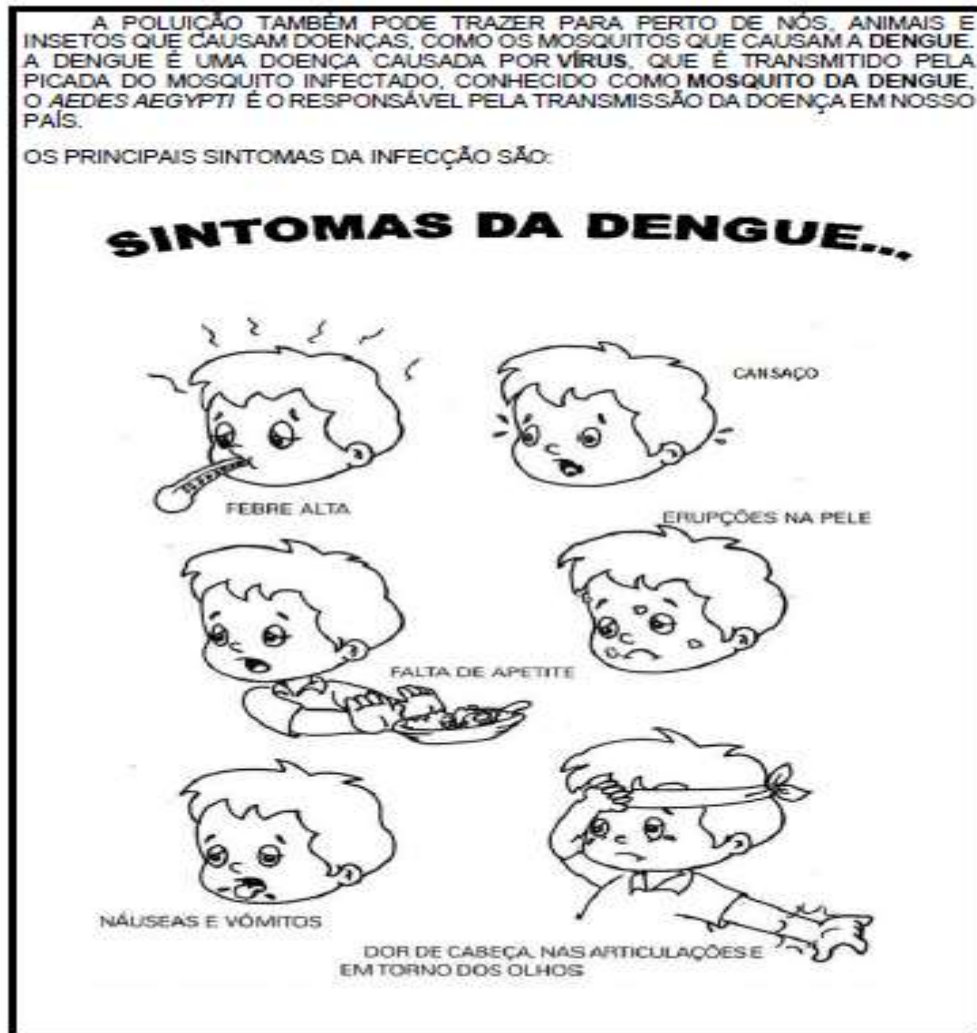 A POLUIÇÃO TAMBÉM PODE TRAZER PARA PERTO DE NÓS, ANIMAIS E
INSETOS QUE CAUSAM DOENÇAS, COMO OS MOSQUITOS QUE CAUSAM A DENGUE.
A DENGUE É UMA DOENÇA CAUSADA POR VÍRUS, QUE É TRANSMITIDO PELA
PICADA DO MOSQUITO INFECTADO, CONHECIDO COMO MOSQUITO DA DENGUE,
O AEDES AEGYPTI É O RESPONSÁVEL PELA TRANSMISSÃO DA DOENÇA EM NOSSO
PAÍS.
OS PRINCIPAIS SINTOMAS DA INFECÇÃO SÃO:
SINTOMAS DA DENGUE...
CANSAÇO
FEBRE ALTA
ERUPÇÕES NA PELE
FALTA DE APETITE
NÁUSEAS E VÔMITOS
DOR DE CABEÇA, NAS ARTICULAÇÕES E
EM TORNO DOS OLHOS